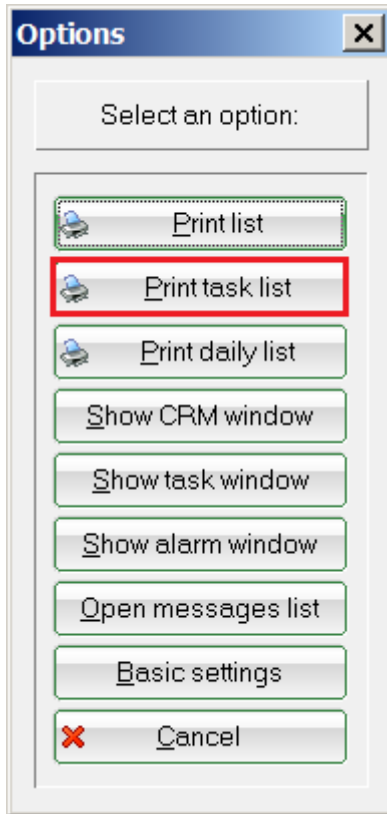 Options
Select an option:
Print list
Print task list
Print daily list
Show CRM window
Show task window
Show alarm window
Open messages list
Basic settings
Cancel